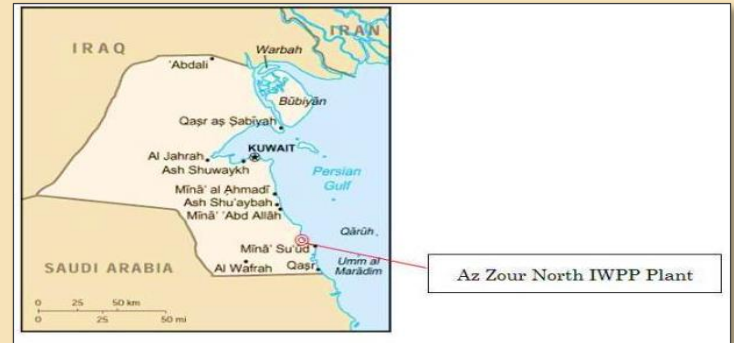 IRAQ
IRAN
Warbah
'Abdali
Būbiyān
Qaşr aş Şabīyah
KUWAIT
Al Jahrah
Ash Shuwaykh
Persian
Gulf
Mīnā' al Aḩmadī
Ash Shu'aybah
Mīnā' 'Abd Allāh
Qārūh
Mīnā' Su'ūd
Umm al
Marādim
SAUDI ARABIA
Al Wafrah
Qaşr
Az Zour North IWPP Plant
0 25 50 km
0 25 50 mi